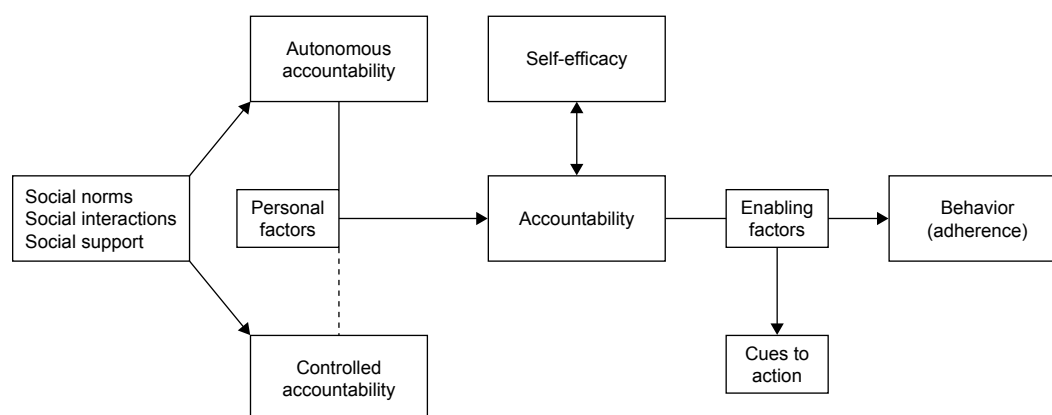 Autonomous
accountability
Self-efficacy
Social norms
Social interactions
Social support
Personal
factors
Accountability
Enabling
factors
Behavior
(adherence)
Controlled
accountability
Cues to
action